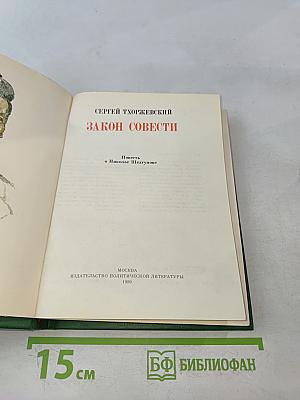 СЕРГЕЙ ТХОРЖЕВСКИЙ
ЗАКОН СОВЕСТИ
Повесть
о Николае Шелгунове
МОСКВА
ИЗДАТЕЛЬСТВО ПОЛИТИЧЕСКОЙ ЛИТЕРАТУРЫ
15 см
БФ БИБЛИОФАН